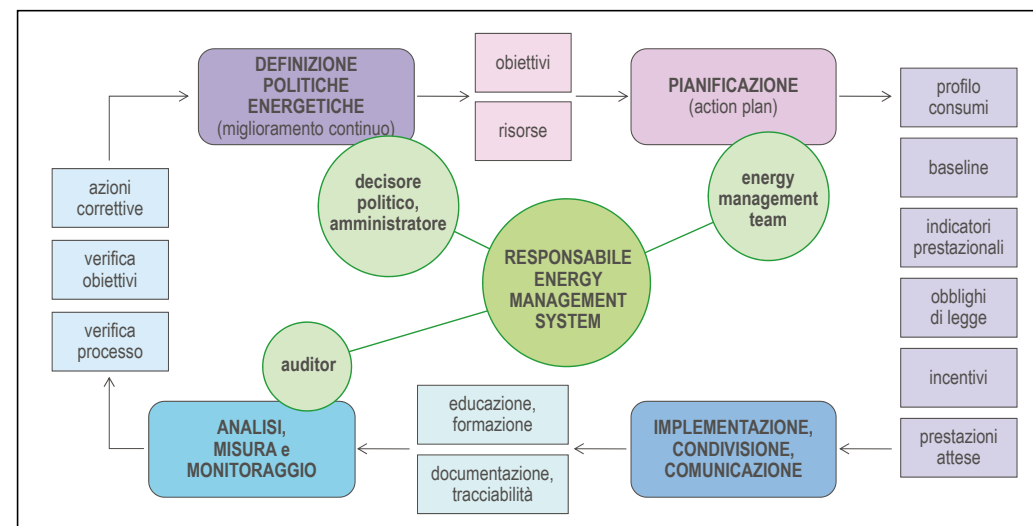 DEFINIZIONE
POLITICHE
ENERGETICHE
(miglioramento continuo)
obiettivi
risorse
PIANIFICAZIONE
(action plan)
profilo
consumi
baseline
indicatori
prestazionali
obblighi
di legge
incentivi
prestazioni
attese
azioni
correttive
verifica
obiettivi
verifica
processo
decisore
politico,
amministratore
energy
management
team
RESPONSABILE
ENERGY
MANAGEMENT
SYSTEM
auditor
ANALISI,
MISURA e
MONITORAGGIO
educazione,
formazione
documentazione,
tracciabilità
IMPLEMENTAZIONE,
CONDIVISIONE,
COMUNICAZIONE